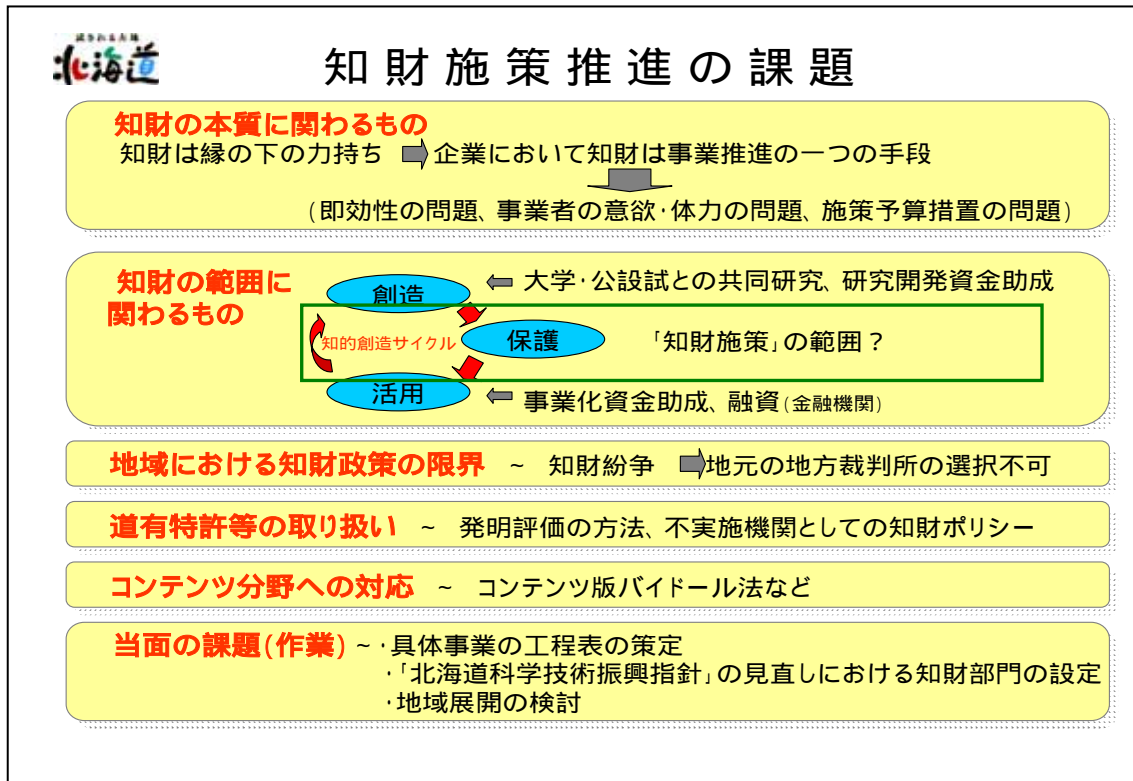 試される大地
北海道
知財施策推進の課題
知財の本質に関わるもの
知財は縁の下の力持ち 企業において知財は事業推進の一つの手段
(即効性の問題、事業者の意欲・体力の問題、施策予算措置の問題)
知財の範囲に
関わるもの
創造
大学・公設試との共同研究、研究開発資金助成
知的創造サイクル
保護
「知財施策」の範囲?
活用
事業化資金助成、融資(金融機関)
地域における知財政策の限界 ~ 知財紛争 地元の地方裁判所の選択不可
道有特許等の取り扱い ~ 発明評価の方法、不実施機関としての知財ポリシー
コンテンツ分野への対応 ~ コンテンツ版バイドール法など
当面の課題(作業) ~ ・具体事業の工程表の策定
・「北海道科学技術振興指針」の見直しにおける知財部門の設定
・地域展開の検討